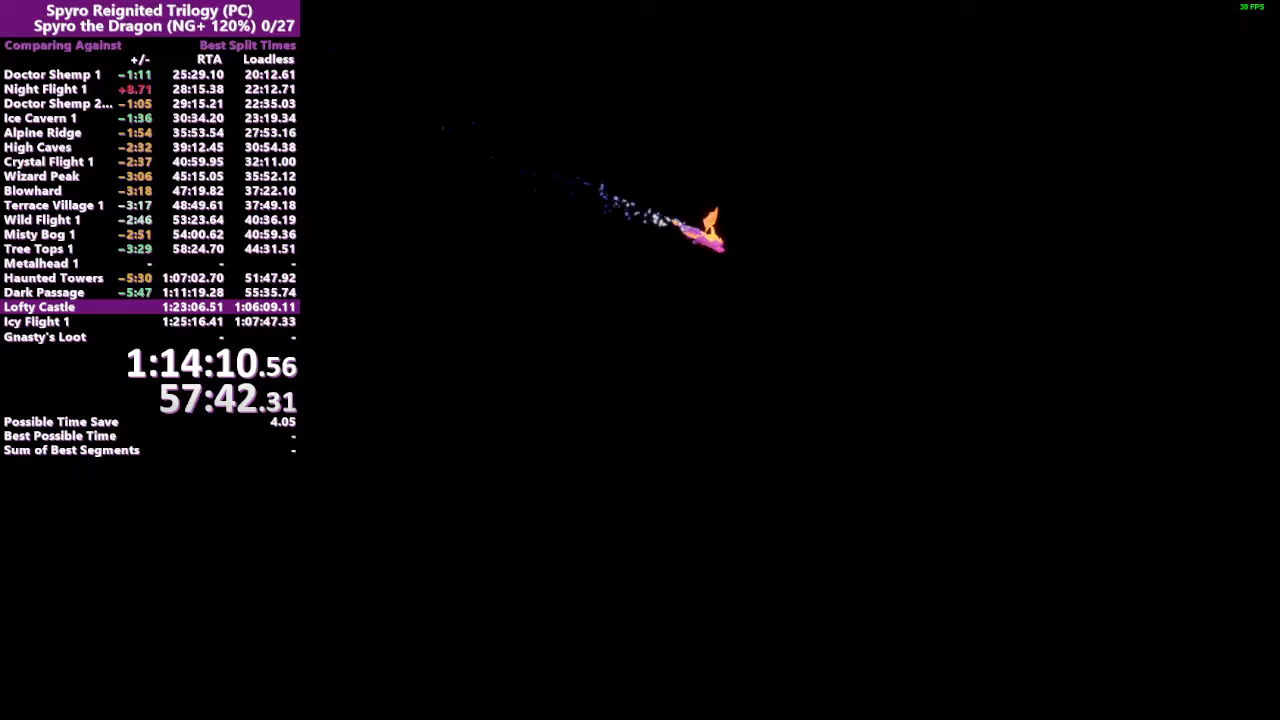 Spyro Reignited Trilogy (PC)
Spyro the Dragon (NG+ 120%) 0/27
Comparing Against Best Split Times
+/- RTA Loadless
Doctor Shemp 1 −1:11 25:29.10 20:12.61
Night Flight 1 +8.71 28:15.38 22:12.71
Doctor Shemp 2... −1:05 29:15.21 22:35.03
Ice Cavern 1 −1:36 30:34.20 23:19.34
Alpine Ridge −1:54 35:53.54 27:53.16
High Caves −2:32 39:12.45 30:54.38
Crystal Flight 1 −2:37 40:59.95 32:11.00
Wizard Peak −3:06 45:15.05 35:52.12
Blowhard −3:18 47:19.82 37:22.10
Terrace Village 1 −3:17 48:49.61 37:49.18
Wild Flight 1 −2:46 53:23.64 40:36.19
Misty Bog 1 −2:51 54:00.62 40:59.36
Tree Tops 1 −3:29 58:24.70 44:31.51
Metalhead 1 - - -
Haunted Towers −5:30 1:07:02.70 51:47.92
Dark Passage −5:47 1:11:19.28 55:35.74
Lofty Castle 1:23:06.51 1:06:09.11
Icy Flight 1 1:25:16.41 1:07:47.33
Gnasty's Loot - -
1:14:10.56
57:42.31
Possible Time Save 4.05
Best Possible Time -
Sum of Best Segments -
30 FPS